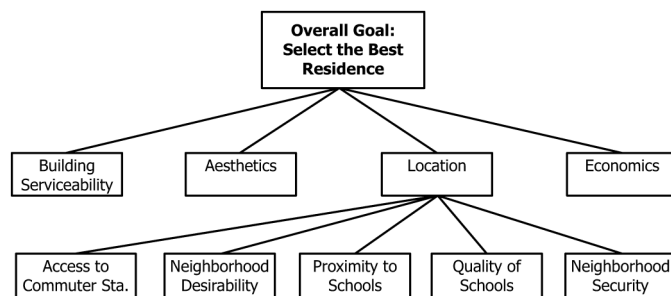 Overall Goal:
Select the Best
Residence
Building
Serviceability
Aesthetics
Location
Economics
Access to
Commuter Sta.
Neighborhood
Desirability
Proximity to
Schools
Quality of
Schools
Neighborhood
Security